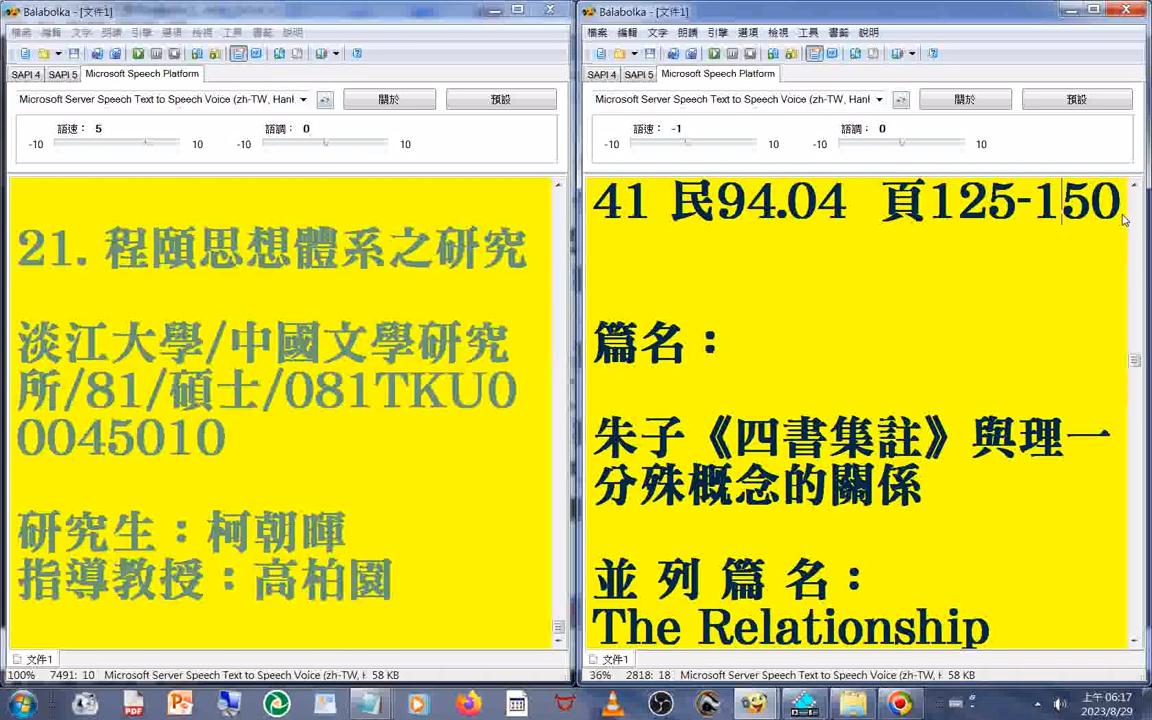 Balabolka - [文件1]
檔案 編輯 文字 朗讀 引擎 選項 檢視 工具 書籤 說明
SAPI 4 SAPI 5 Microsoft Speech Platform
Microsoft Server Speech Text to Speech Voice (zh-TW, Hanl
關於
預設
語速： 5
語調： 0
-10 10 -10 10
21. 程頤思想體系之研究
淡江大學/中國文學研究
所/81/碩士/081TKU0
0045010
研究生：柯朝暉
指導教授：高柏園
文件1
100% 7491: 10 Microsoft Server Speech Text to Speech Voice (zh-TW, H 58 KB
Balabolka - [文件1]
檔案 編輯 文字 朗讀 引擎 選項 檢視 工具 書籤 說明
SAPI 4 SAPI 5 Microsoft Speech Platform
Microsoft Server Speech Text to Speech Voice (zh-TW, Hanl
關於
預設
語速： -1
語調： 0
-10 10 -10 10
41 民94.04 頁125-150
篇名：
朱子《四書集註》與理一
分殊概念的關係
並 列 篇 名：
The Relationship
文件1
36% 2818: 18 Microsoft Server Speech Text to Speech Voice (zh-TW, H 58 KB
上午 06:17
2023/8/29